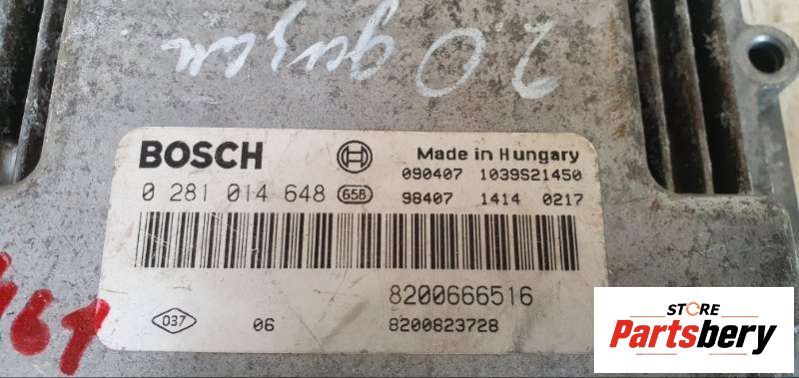 2.0
BOSCH
Made in Hungary
090407 1039S21450
0 281 014 648 658
98407 1414 0217
8200666516
037 06 8200823728
461
STORE
Partsbery